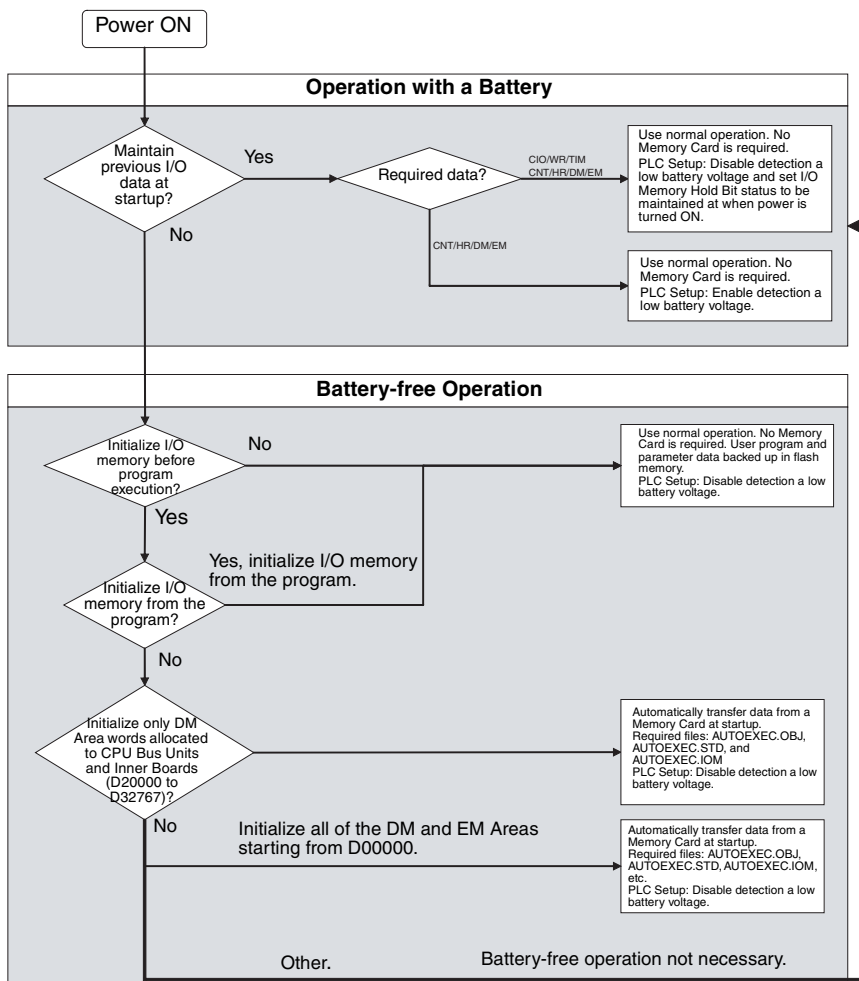 Power ON
Operation with a Battery
Maintain
previous I/O
data at
startup?
Yes
No
Required data?
CIO/WR/TIM
CNT/HR/DM/EM
CNT/HR/DM/EM
Use normal operation. No
Memory Card is required.
PLC Setup: Disable detection a
low battery voltage and set I/O
Memory Hold Bit status to be
maintained at when power is
turned ON.
Use normal operation. No
Memory Card is required.
PLC Setup: Enable detection a
low battery voltage.
Battery-free Operation
Initialize I/O
memory before
program
execution?
No
Yes
Use normal operation. No Memory
Card is required. User program and
parameter data backed up in flash
memory.
PLC Setup: Disable detection a low
battery voltage.
Yes, initialize I/O memory
from the program.
Initialize I/O
memory from the
program?
No
Initialize only DM
Area words allocated
to CPU Bus Units
and Inner Boards
(D20000 to
D32767)?
Automatically transfer data from a
Memory Card at startup.
Required files: AUTOEXEC.OBJ,
AUTOEXEC.STD, and
AUTOEXEC.IOM
PLC Setup: Disable detection a low
battery voltage.
No
Initialize all of the DM and EM Areas
starting from D00000.
Automatically transfer data from a
Memory Card at startup.
Required files: AUTOEXEC.OBJ,
AUTOEXEC.STD, AUTOEXEC.IOM,
etc.
PLC Setup: Disable detection a low
battery voltage.
Other.
Battery-free operation not necessary.